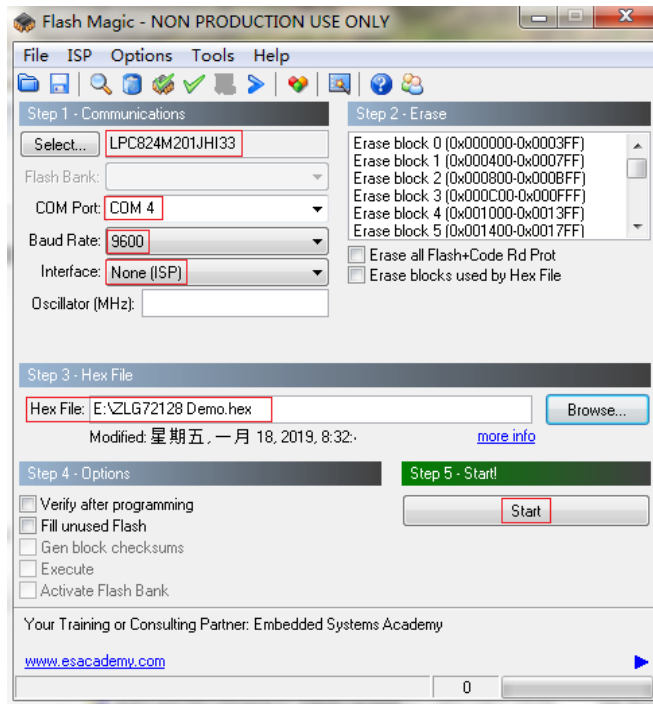 Flash Magic - NON PRODUCTION USE ONLY
File ISP Options Tools Help
Step 1 - Communications
Select... LPC824M201JHI33
Flash Bank:
COM Port: COM 4
Baud Rate: 9600
Interface: None (ISP)
Oscillator (MHz):
Step 2 - Erase
Erase block 0 (0x000000-0x0003FF)
Erase block 1 (0x000400-0x0007FF)
Erase block 2 (0x000800-0x000BFF)
Erase block 3 (0x000C00-0x000FFF)
Erase block 4 (0x001000-0x0013FF)
Erase block 5 (0x001400-0x0017FF)
Erase all Flash+Code Rd Prot
Erase blocks used by Hex File
Step 3 - Hex File
Hex File: E:\ZLG72128 Demo.hex Browse...
Modified: 星期五, 一月 18, 2019, 8:32: more info
Step 4 - Options
Verify after programming
Fill unused Flash
Gen block checksums
Execute
Activate Flash Bank
Step 5 - Start!
Start
Your Training or Consulting Partner: Embedded Systems Academy
www.esacademy.com
0